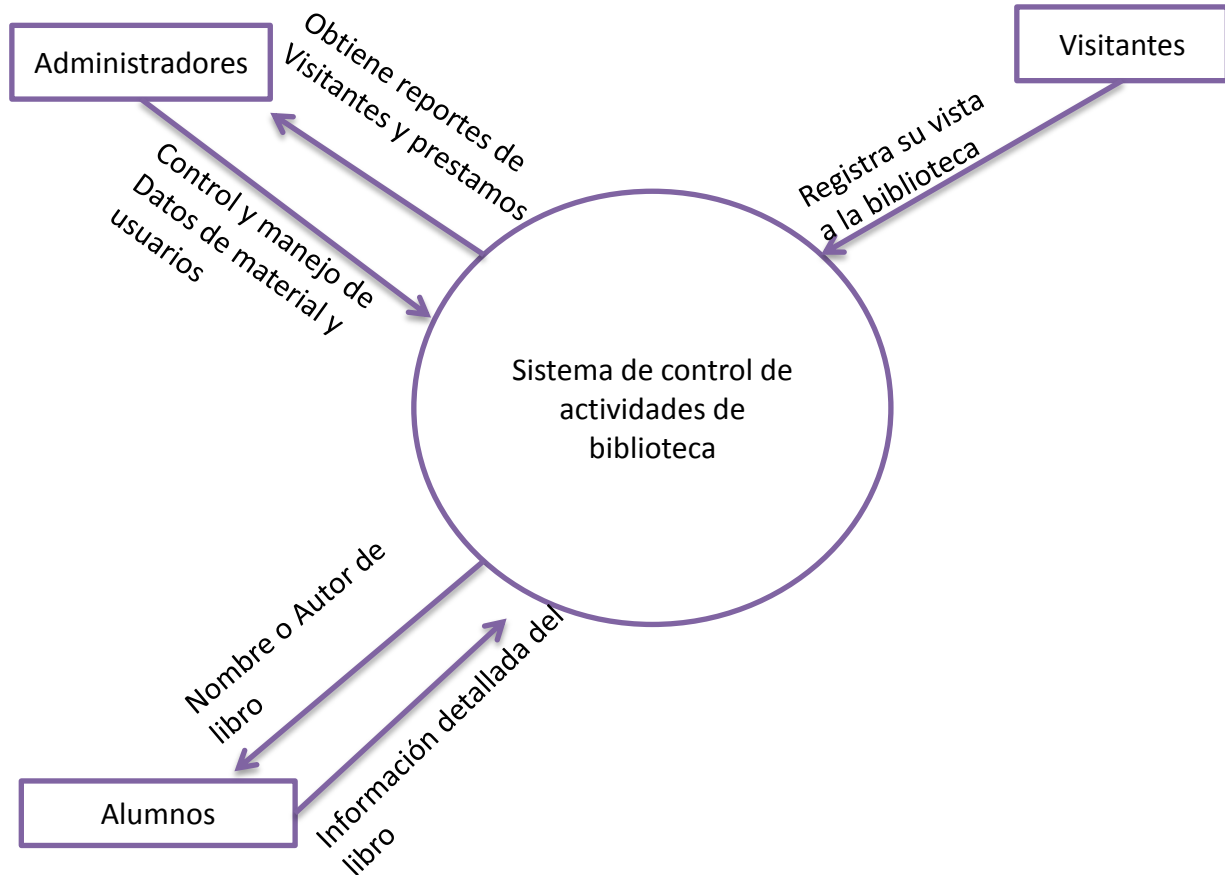 Administradores
Obtiene reportes de
Visitantes y prestamos
Visitantes
Registra su vista
a la biblioteca
Control y manejo de
Datos de material y
usuarios
Sistema de control de
actividades de
biblioteca
Nombre o Autor de
libro
Información detallada del
libro
Alumnos